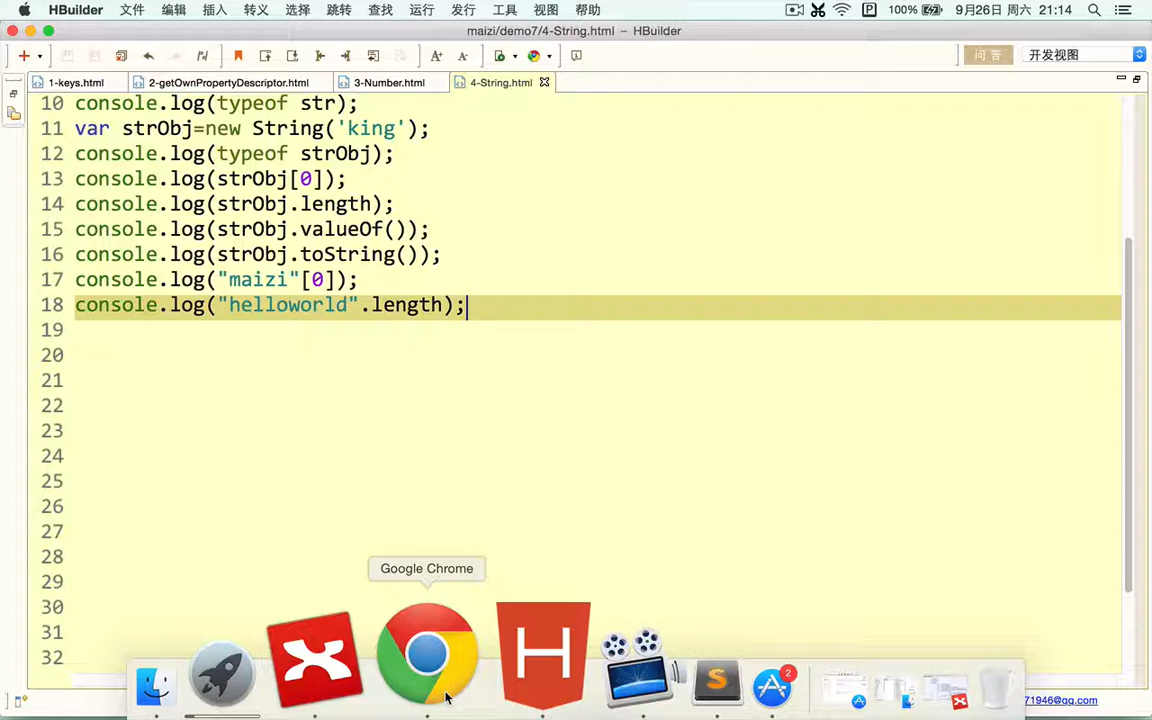 HBuilder 文件 编辑 插入 转义 选择 跳转 查找 运行 发行 工具 视图 帮助 100% 9月26日 周六 21:14
maizi/demo7/4-String.html – HBuilder
问 答 开发视图
1-keys.html 2-getOwnPropertyDescriptor.html 3-Number.html 4-String.html
10 console.log(typeof str);
11 var strObj=new String('king');
12 console.log(typeof strObj);
13 console.log(strObj[0]);
14 console.log(strObj.length);
15 console.log(strObj.valueOf());
16 console.log(strObj.toString());
17 console.log("maizi"[0]);
18 console.log("helloworld".length);
19
20
21
22
23
24
25
26
27
28
29
30
31
32
Google Chrome
2
71946@qq.com